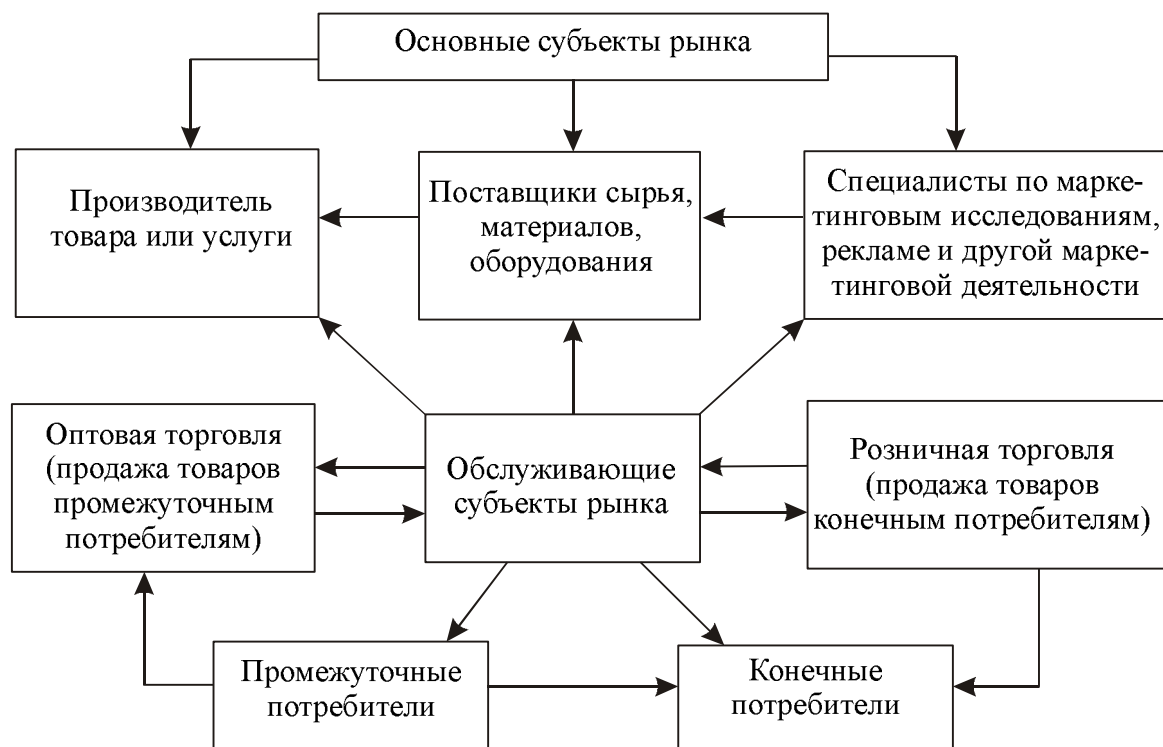 Основные субъекты рынка
Производитель
товара или услуги
Поставщики сырья,
материалов,
оборудования
Специалисты по марке-
тинговым исследованиям,
рекламе и другой марке-
тинговой деятельности
Оптовая торговля
(продажа товаров
промежуточным
потребителям)
Обслуживающие
субъекты рынка
Розничная торговля
(продажа товаров
конечным потребителям)
Промежуточные
потребители
Конечные
потребители